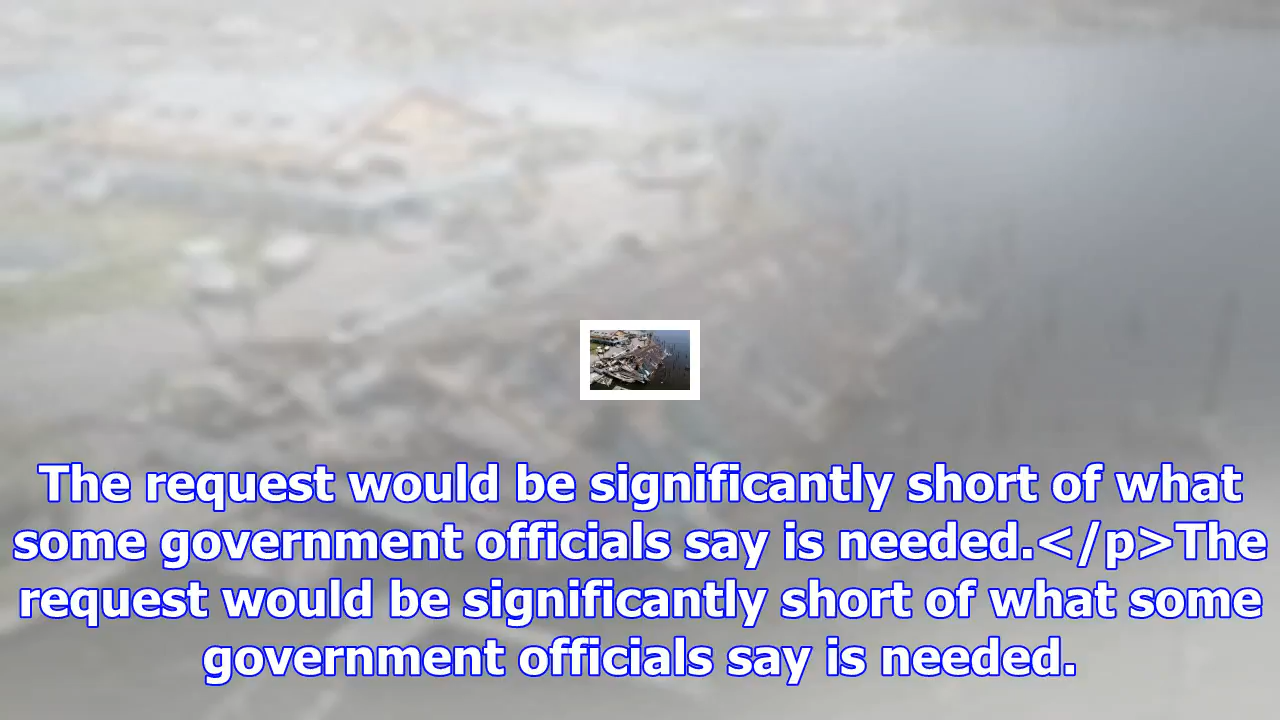 The request would be significantly short of what
some government officials say is needed.</p>The
request would be significantly short of what some
government officials say is needed.